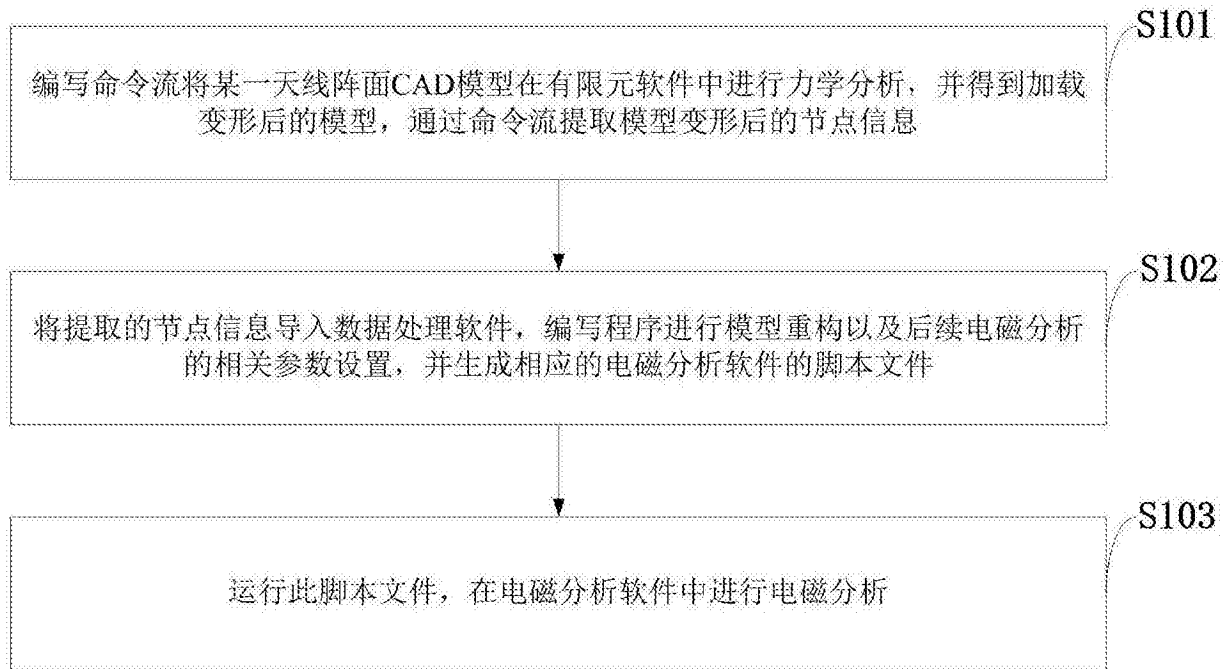 S101
编写命令流将某一天线阵面CAD模型在有限元软件中进行力学分析，并得到加载
变形后的模型，通过命令流提取模型变形后的节点信息
S102
将提取的节点信息导入数据处理软件，编写程序进行模型重构以及后续电磁分析
的相关参数设置，并生成相应的电磁分析软件的脚本文件
S103
运行此脚本文件，在电磁分析软件中进行电磁分析